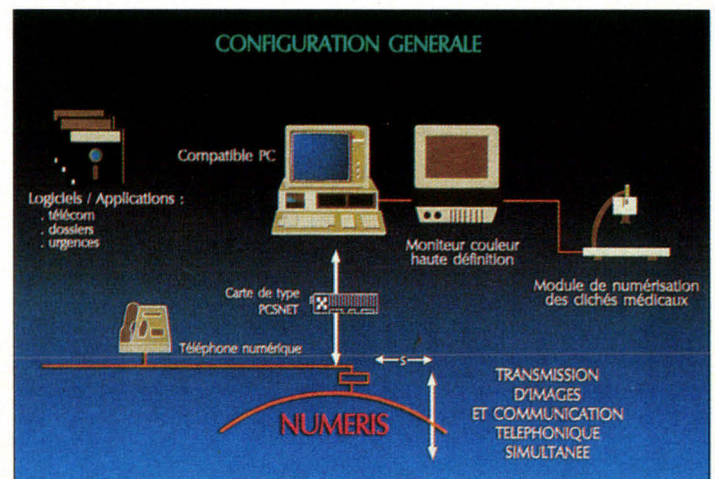 CONFIGURATION GENERALE
Compatible PC
Logiciels / Applications :
. télécom
. dossiers
. urgences
Moniteur couleur
haute définition
Module de numérisation
des clichés médicaux
Carte de type
PCSNET
Téléphone numérique
S
NUMERIS
TRANSMISSION
D'IMAGES
ET COMMUNICATION
TELEPHONIQUE
SIMULTANEE